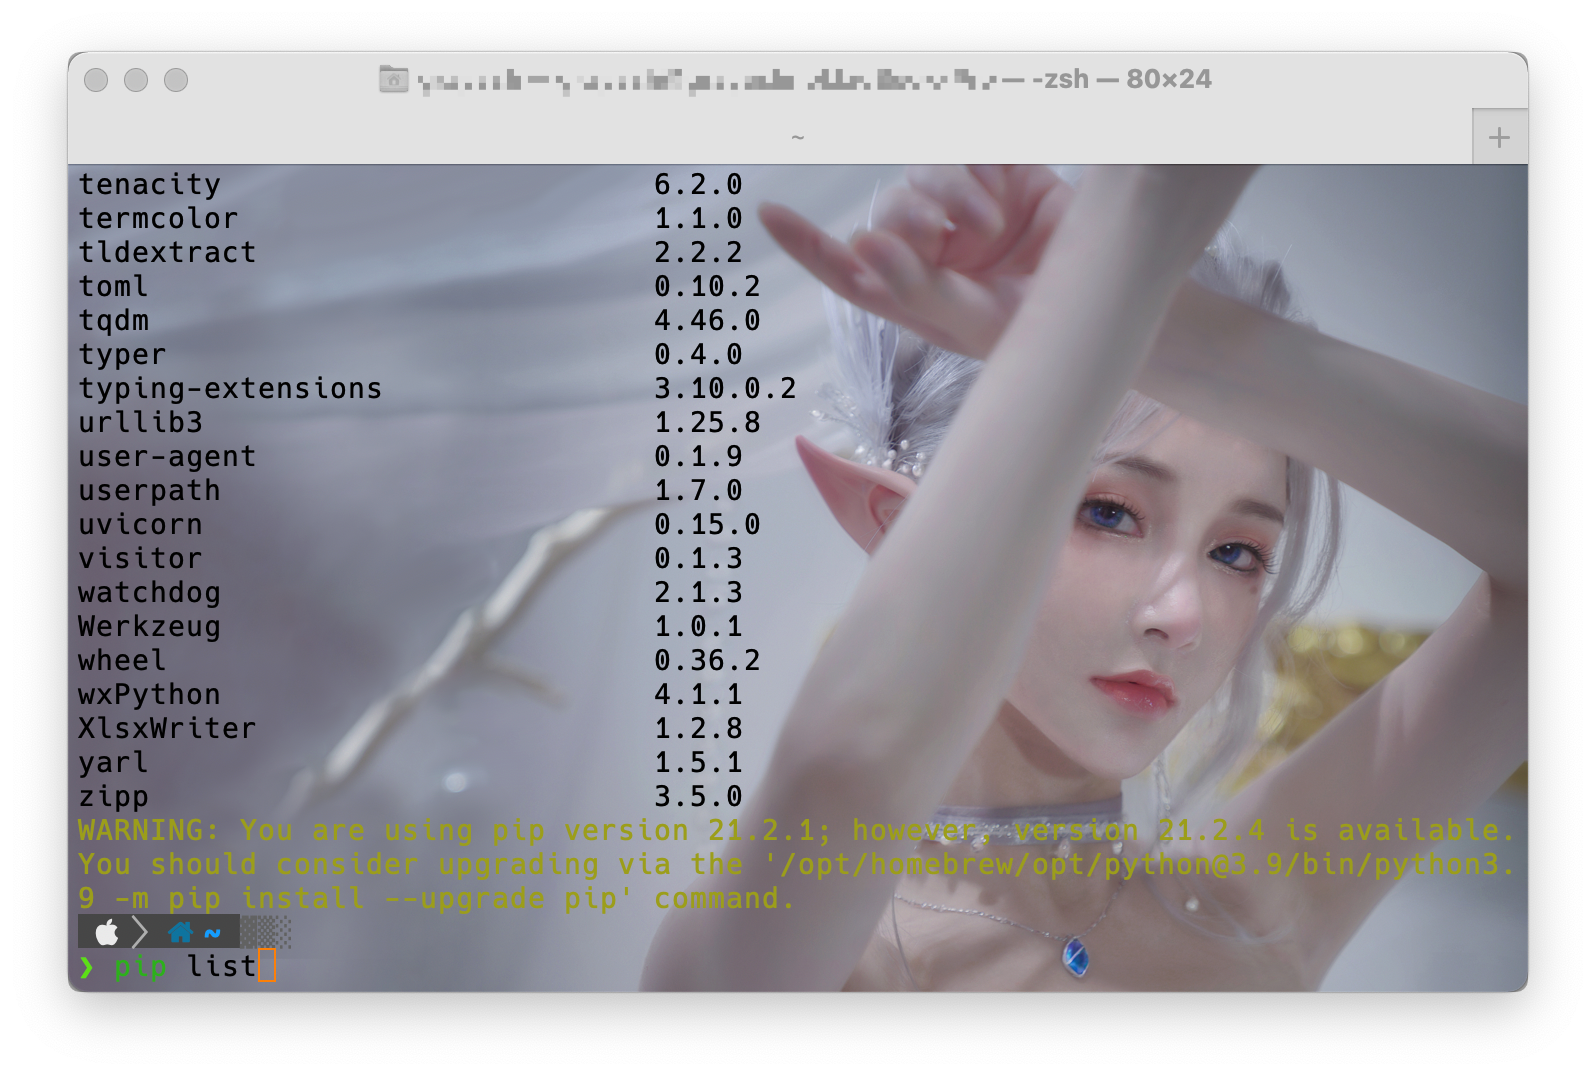 — -zsh — 80×24
~
tenacity 6.2.0
termcolor 1.1.0
tldextract 2.2.2
toml 0.10.2
tqdm 4.46.0
typer 0.4.0
typing-extensions 3.10.0.2
urllib3 1.25.8
user-agent 0.1.9
userpath 1.7.0
uvicorn 0.15.0
visitor 0.1.3
watchdog 2.1.3
Werkzeug 1.0.1
wheel 0.36.2
wxPython 4.1.1
XlsxWriter 1.2.8
yarl 1.5.1
zipp 3.5.0
WARNING: You are using pip version 21.2.1; however, version 21.2.4 is available.
You should consider upgrading via the '/opt/homebrew/opt/python@3.9/bin/python3.
9 -m pip install --upgrade pip' command.
~
❯ pip list